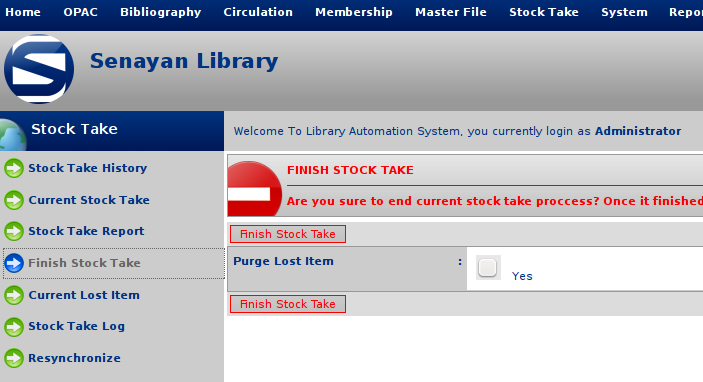 Home OPAC Bibliography Circulation Membership Master File Stock Take System Repo
Senayan Library
Stock Take
Welcome To Library Automation System, you currently login as Administrator
Stock Take History
Current Stock Take
Stock Take Report
Finish Stock Take
Current Lost Item
Stock Take Log
Resynchronize
FINISH STOCK TAKE
Are you sure to end current stock take proccess? Once it finished
Finish Stock Take
Purge Lost Item : Yes
Finish Stock Take